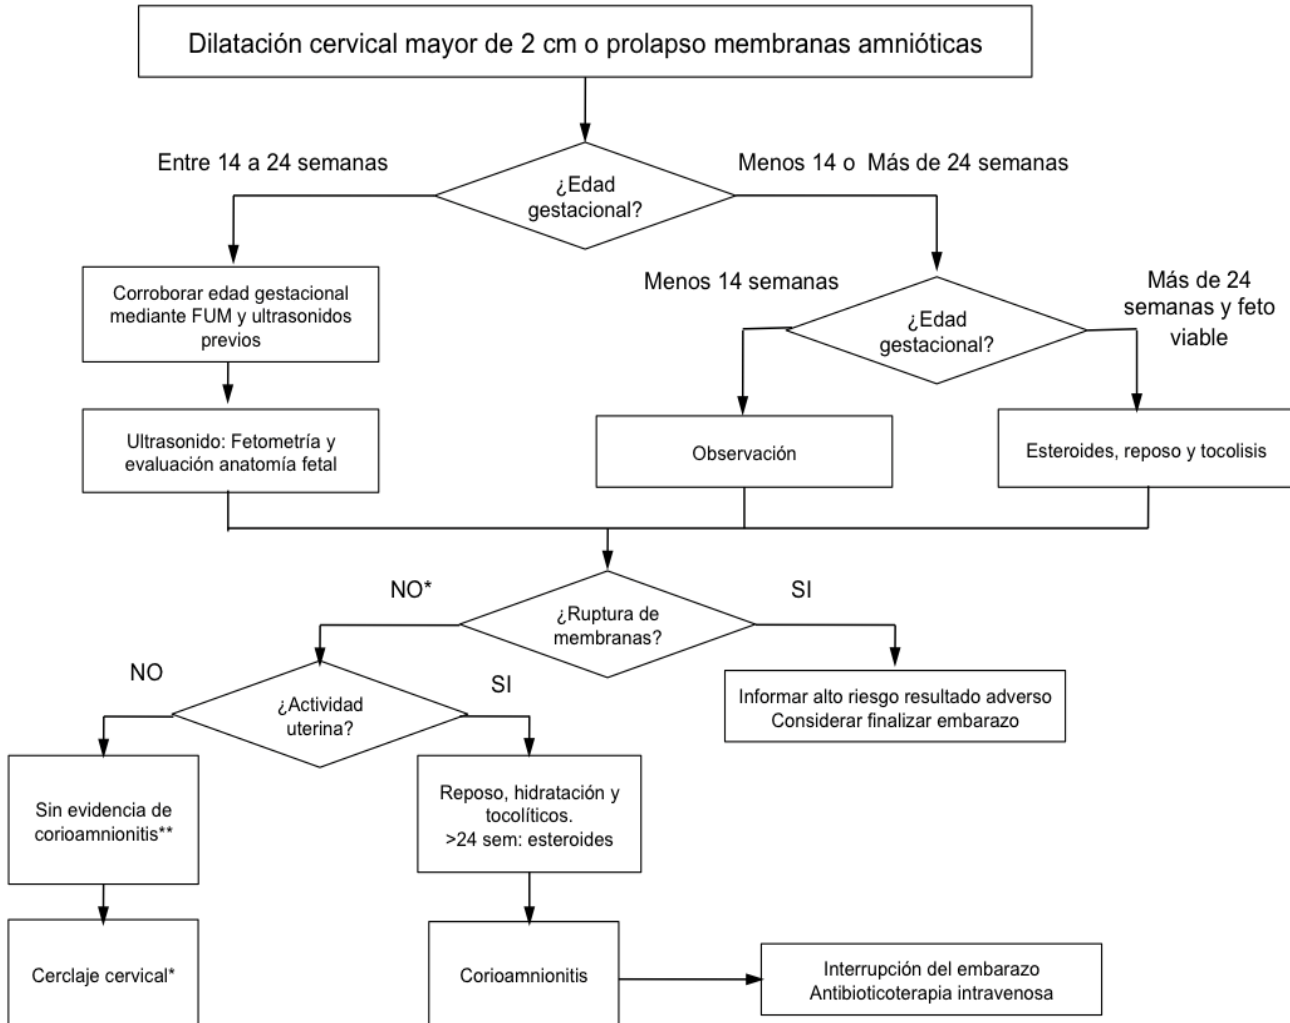 Dilatación cervical mayor de 2 cm o prolapso membranas amnióticas
Entre 14 a 24 semanas
Menos 14 o Más de 24 semanas
¿Edad
gestacional?
Corroborar edad gestacional
mediante FUM y ultrasonidos
previos
Menos 14 semanas
Más de 24
semanas y feto
viable
¿Edad
gestacional?
Ultrasonido: Fetometría y
evaluación anatomía fetal
Observación
Esteroides, reposo y tocolisis
NO*
SI
¿Ruptura de
membranas?
NO
SI
¿Actividad
uterina?
Informar alto riesgo resultado adverso
Considerar finalizar embarazo
Sin evidencia de
corioamnionitis**
Reposo, hidratación y
tocolíticos.
>24 sem: esteroides
Cerclaje cervical*
Corioamnionitis
Interrupción del embarazo
Antibioticoterapia intravenosa